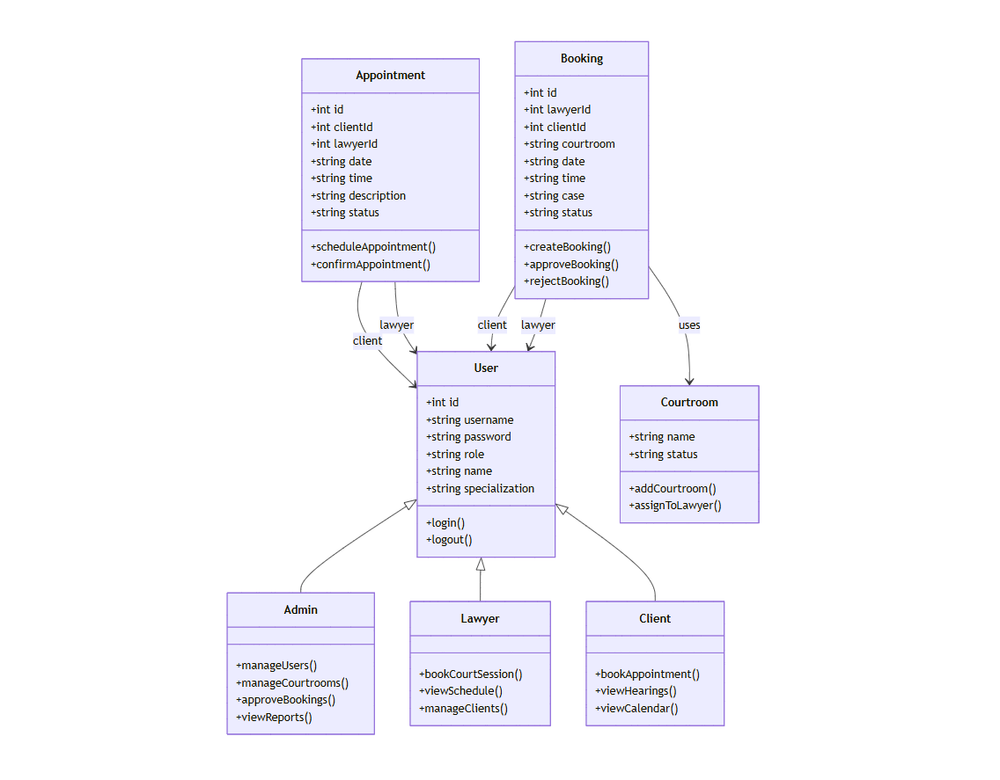 Appointment
+int id
+int clientId
+int lawyerId
+string date
+string time
+string description
+string status
+scheduleAppointment()
+confirmAppointment()
Booking
+int id
+int lawyerId
+int clientId
+string courtroom
+string date
+string time
+string case
+string status
+createBooking()
+approveBooking()
+rejectBooking()
client
lawyer
client
lawyer
uses
User
+int id
+string username
+string password
+string role
+string name
+string specialization
+login()
+logout()
Courtroom
+string name
+string status
+addCourtroom()
+assignToLawyer()
Admin
+manageUsers()
+manageCourtrooms()
+approveBookings()
+viewReports()
Lawyer
+bookCourtSession()
+viewSchedule()
+manageClients()
Client
+bookAppointment()
+viewHearings()
+viewCalendar()